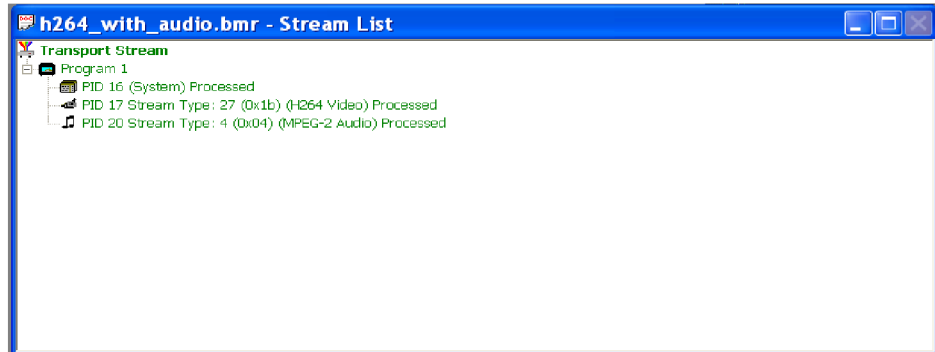 h264_with_audio.bmr - Stream List
Transport Stream
Program 1
PID 16 (System) Processed
PID 17 Stream Type: 27 (0x1b) (H264 Video) Processed
PID 20 Stream Type: 4 (0x04) (MPEG-2 Audio) Processed